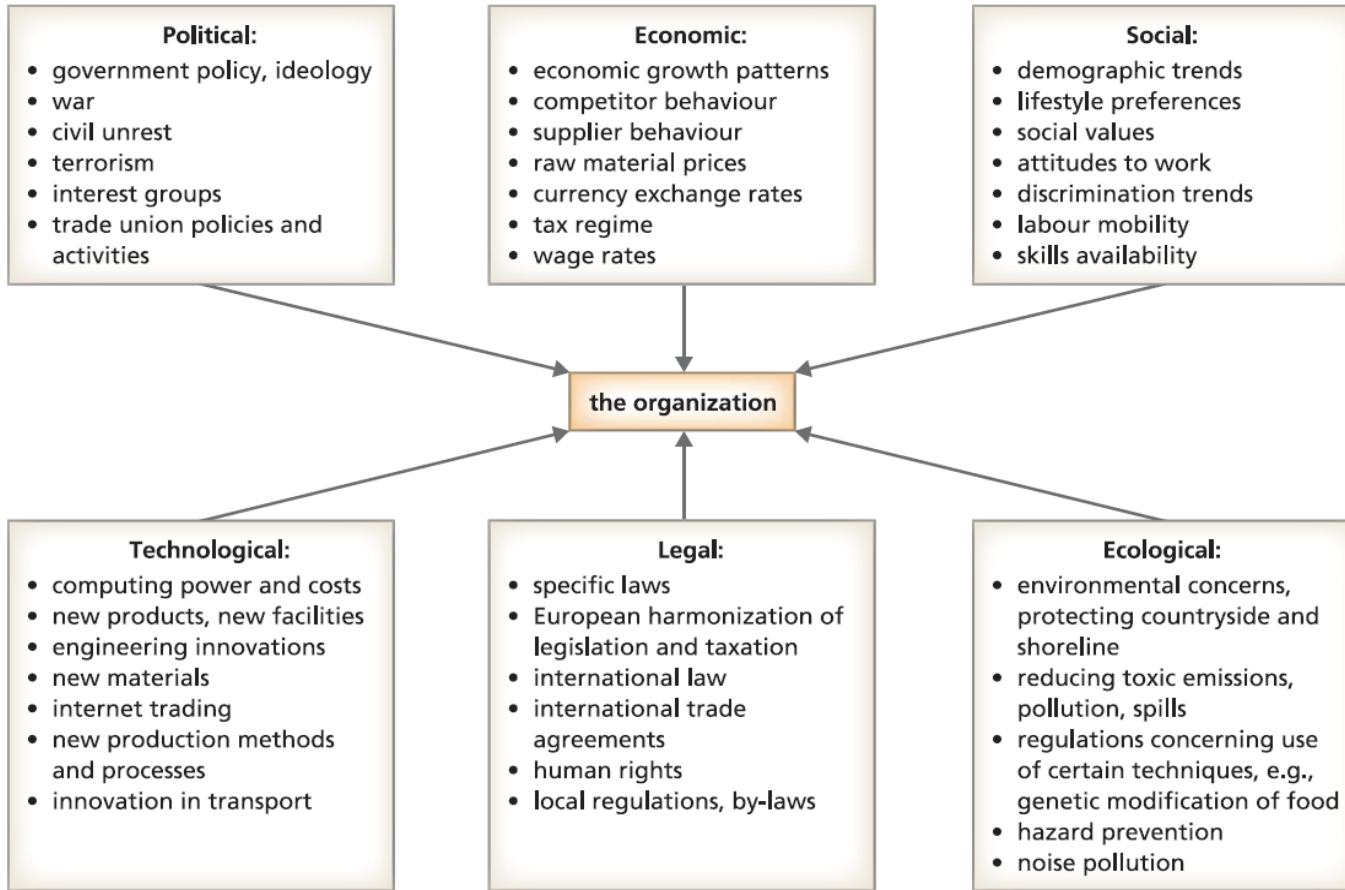 Political:
• government policy, ideology
• war
• civil unrest
• terrorism
• interest groups
• trade union policies and
activities
Economic:
• economic growth patterns
• competitor behaviour
• supplier behaviour
• raw material prices
• currency exchange rates
• tax regime
• wage rates
Social:
• demographic trends
• lifestyle preferences
• social values
• attitudes to work
• discrimination trends
• labour mobility
• skills availability
the organization
Technological:
• computing power and costs
• new products, new facilities
• engineering innovations
• new materials
• internet trading
• new production methods
and processes
• innovation in transport
Legal:
• specific laws
• European harmonization of
legislation and taxation
• international law
• international trade
agreements
• human rights
• local regulations, by-laws
Ecological:
• environmental concerns,
protecting countryside and
shoreline
• reducing toxic emissions,
pollution, spills
• regulations concerning use
of certain techniques, e.g.,
genetic modification of food
• hazard prevention
• noise pollution